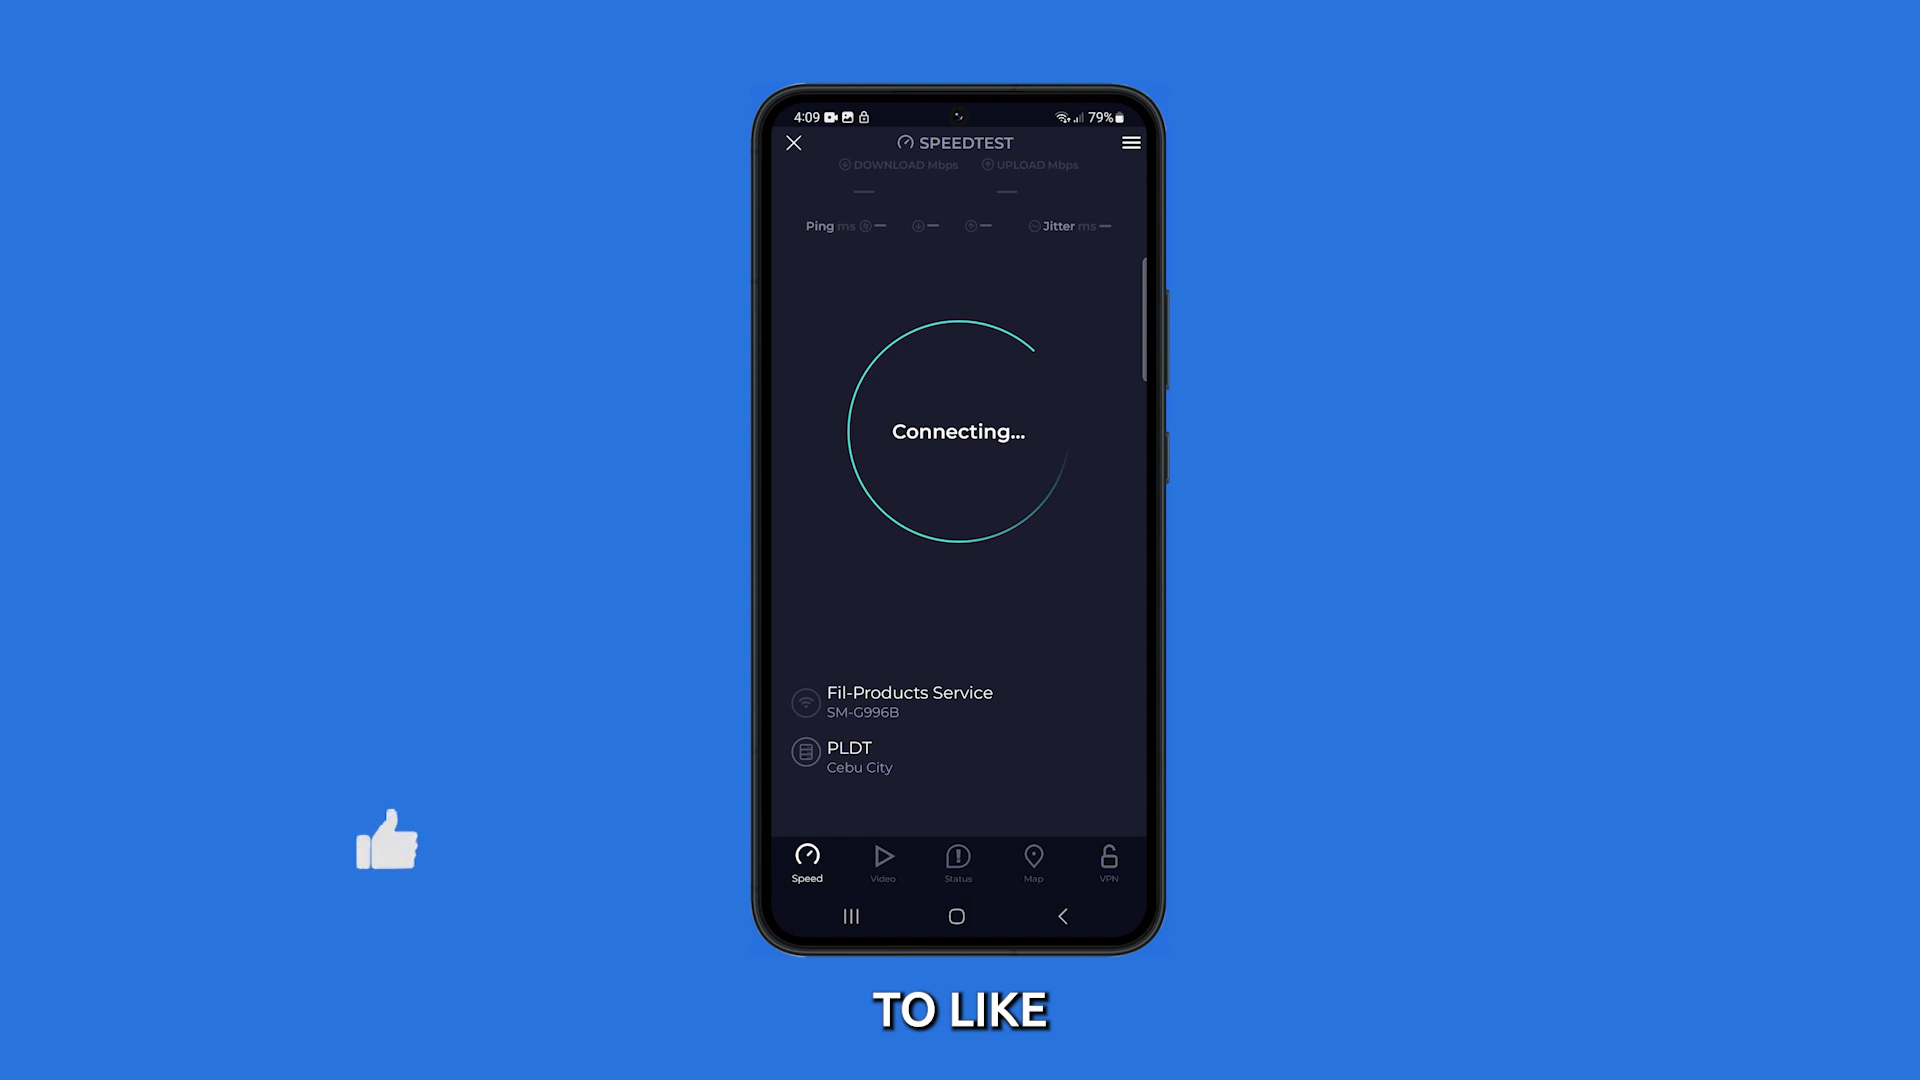 4:09 79%
SPEEDTEST
DOWNLOAD Mbps UPLOAD Mbps
Ping ms Jitter ms
Connecting...
Fil-Products Service
SM-G996B
PLDT
Cebu City
Speed Video Status Map VPN
TO LIKE